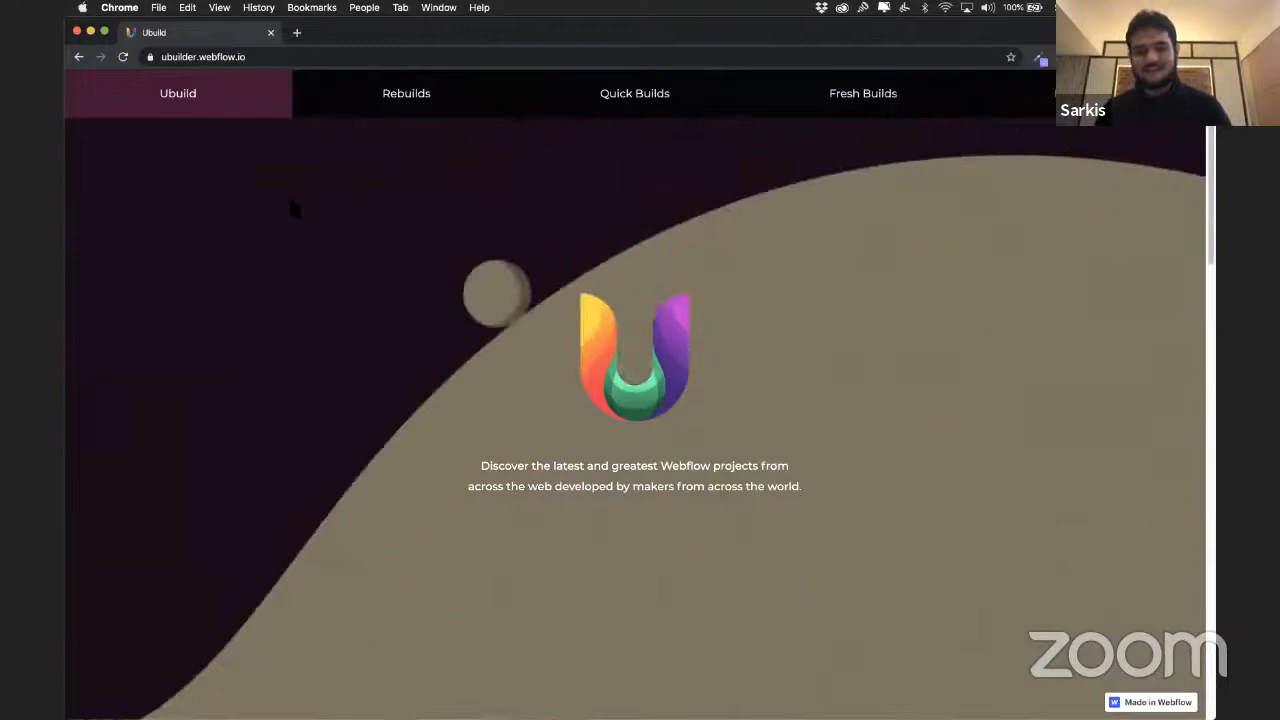 Chrome File Edit View History Bookmarks People Tab Window Help 100%
Ubuild
ubuilder.webflow.io
Ubuild Rebuilds Quick Builds Fresh Builds
Sarkis
Discover the latest and greatest Webflow projects from
across the web developed by makers from across the world.
zoom
Made in Webflow